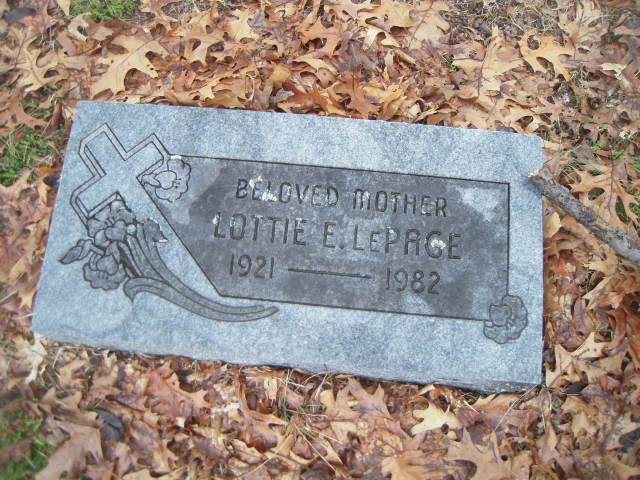 BELOVED MOTHER
LOTTIE E. LePAGE
1921 — 1982